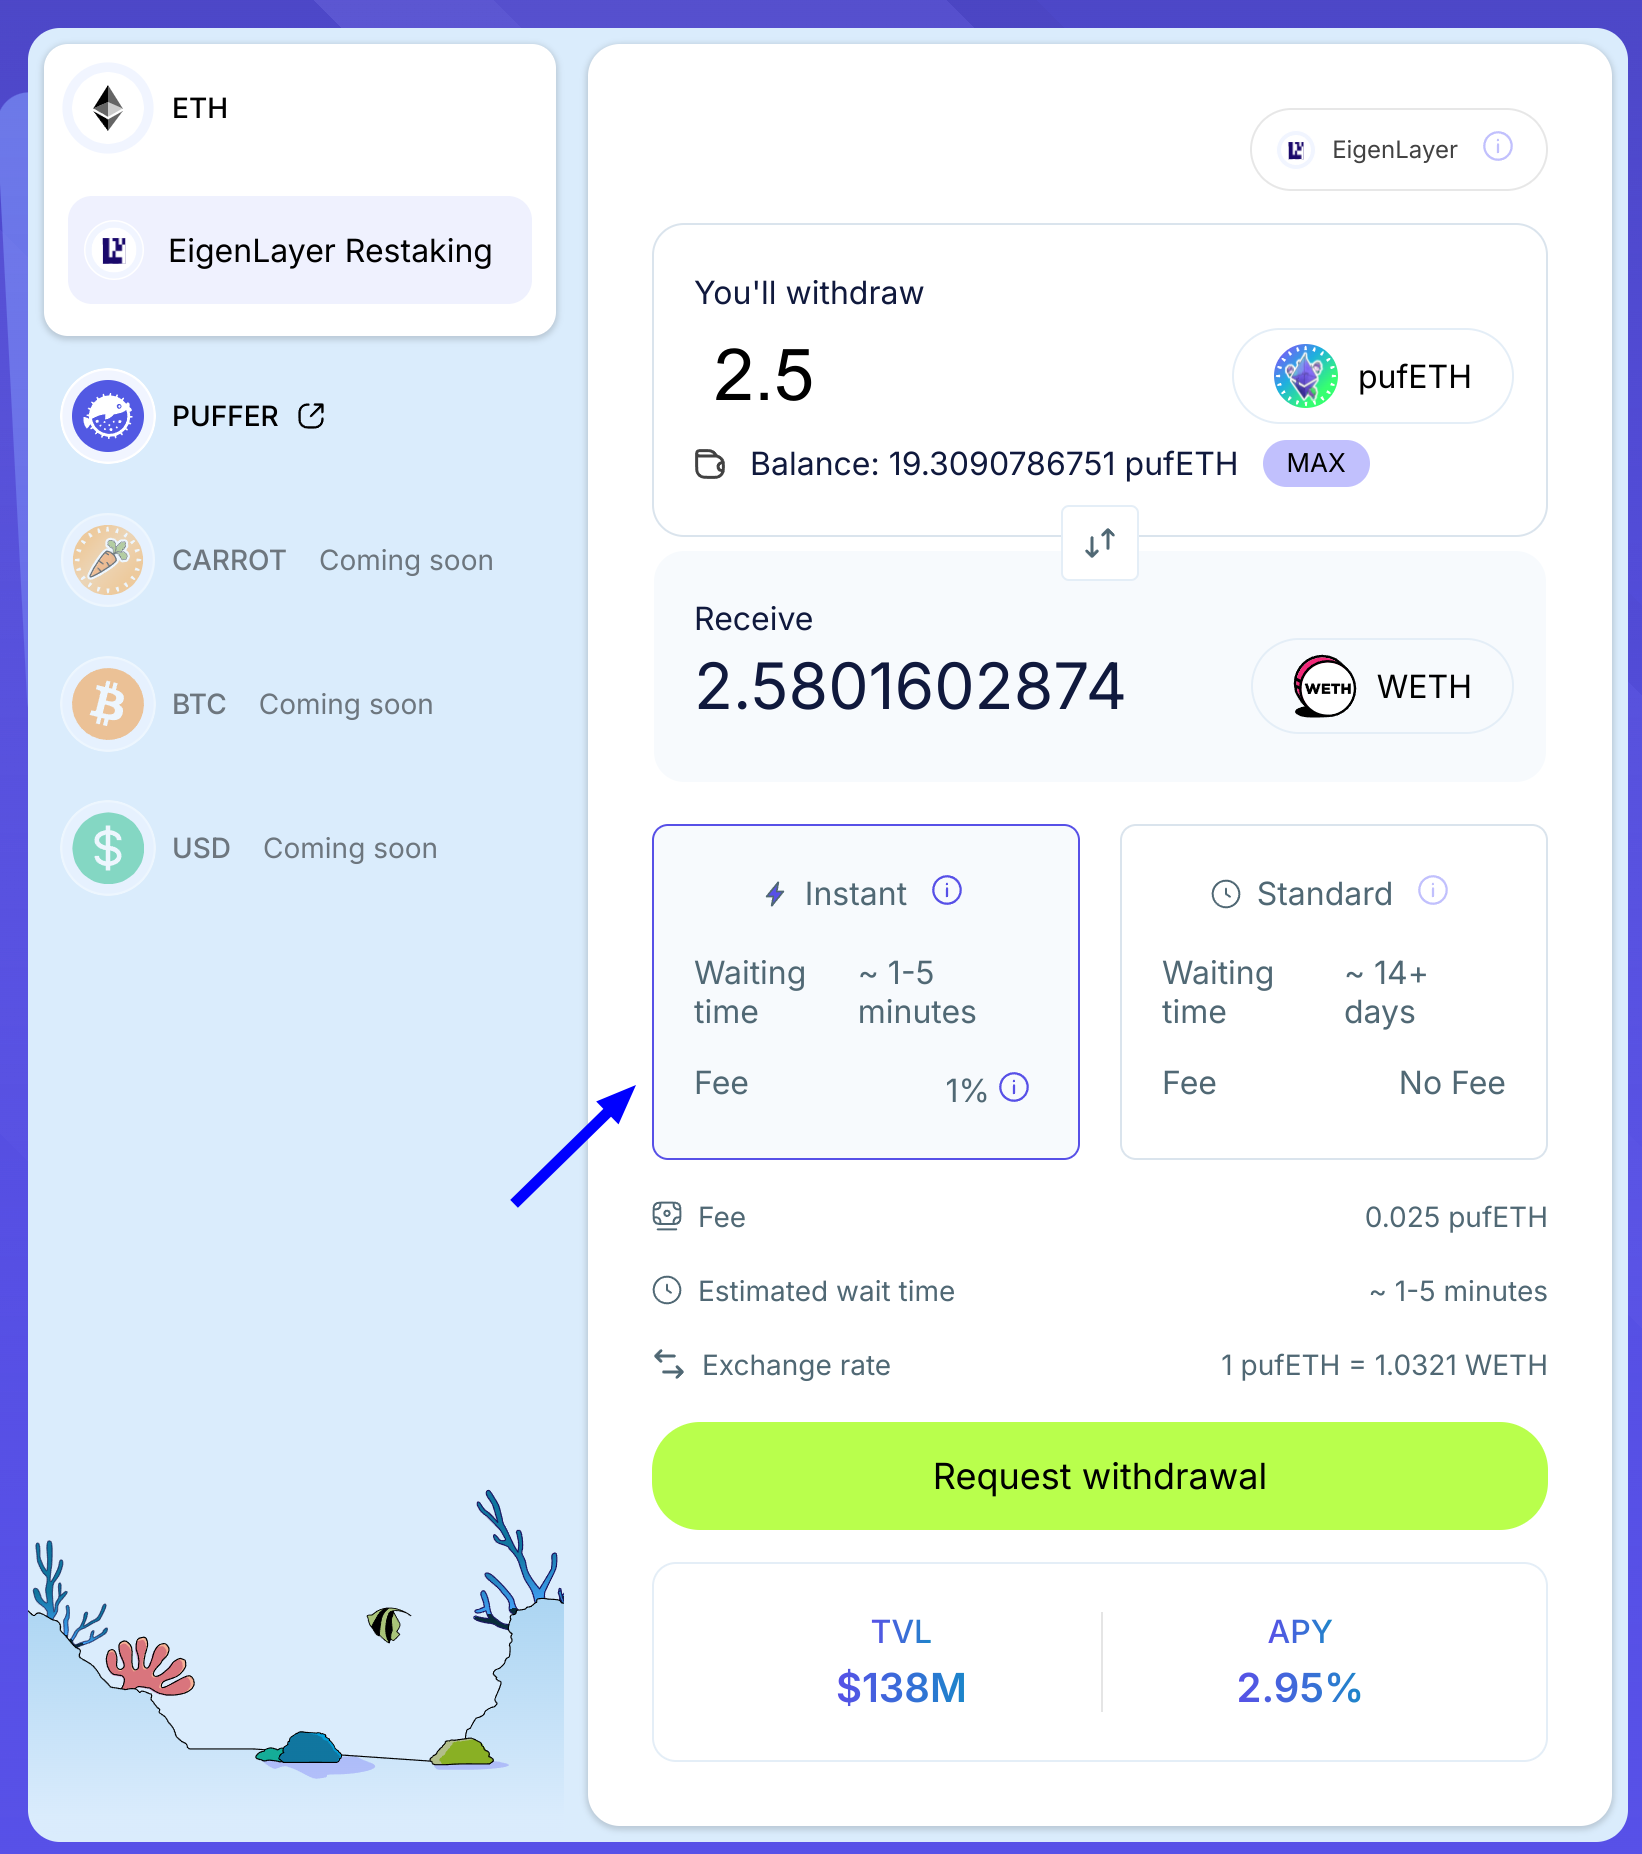 ETH
EigenLayer Restaking
PUFFER
CARROT Coming soon
BTC Coming soon
USD Coming soon
EigenLayer
You'll withdraw
2.5
pufETH
Balance: 19.3090786751 pufETH MAX
Receive
2.5801602874
WETH
WETH
Instant
Waiting time
~ 1-5 minutes
Fee 1%
Standard
Waiting time
~ 14+ days
Fee No Fee
Fee 0.025 pufETH
Estimated wait time ~ 1-5 minutes
Exchange rate 1 pufETH = 1.0321 WETH
Request withdrawal
TVL
$138M
APY
2.95%